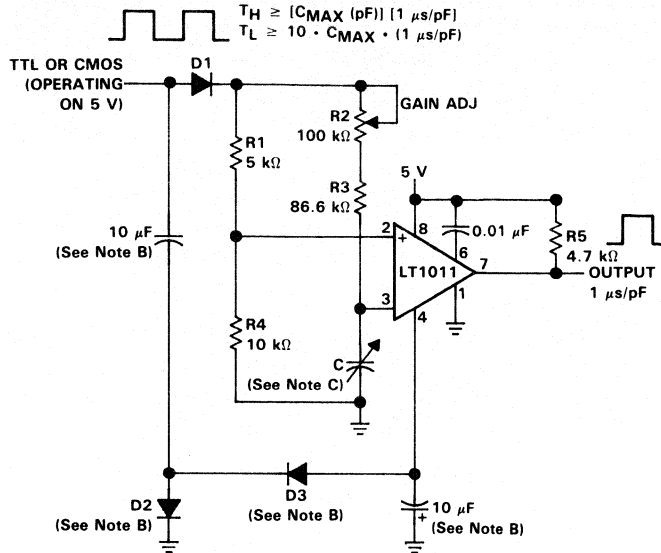 T_H ≥ [C_MAX (pF)] [1 μs/pF]
T_L ≥ 10 · C_MAX · (1 μs/pF)
TTL OR CMOS
(OPERATING
ON 5 V)
D1
R2
100 kΩ
GAIN ADJ
R1
5 kΩ
R3
86.6 kΩ
5 V
10 μF
(See Note B)
2
+
8
0.01 μF
R5
4.7 kΩ
6
LT1011
7
OUTPUT
1 μs/pF
3
1
4
R4
10 kΩ
C
(See Note C)
D2
(See Note B)
D3
(See Note B)
10 μF
+
(See Note B)